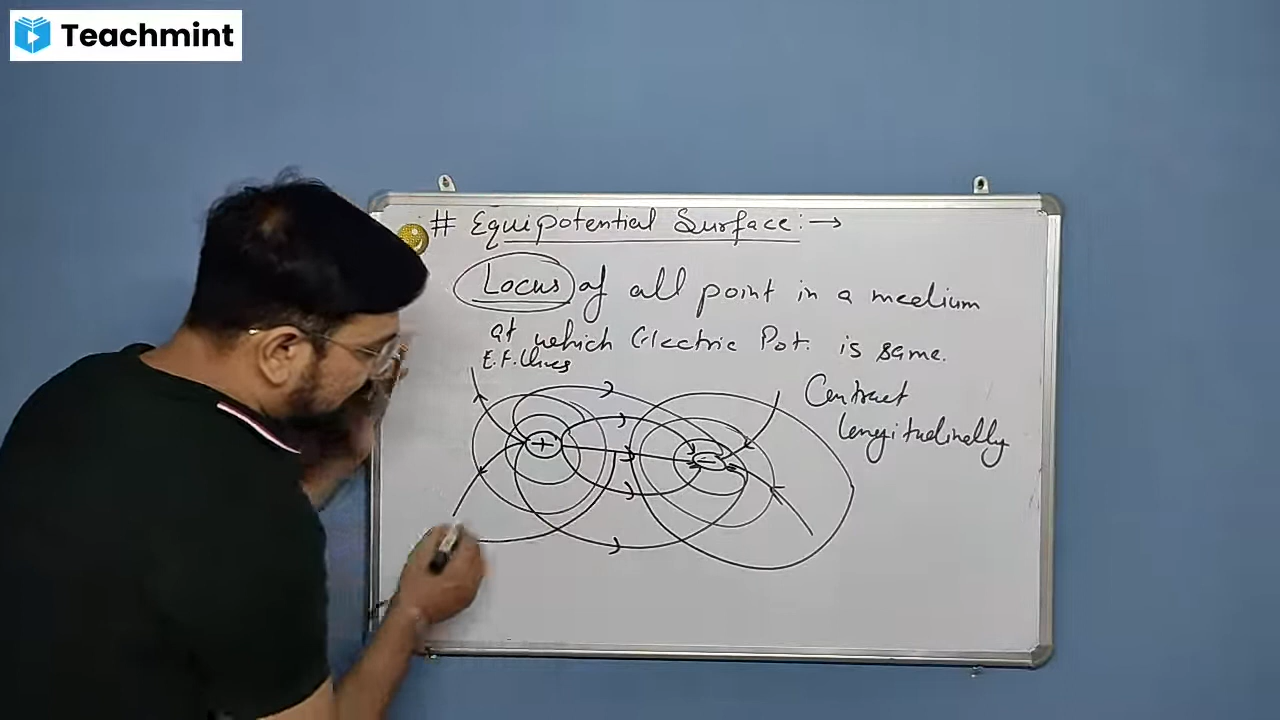 Teachmint
# Equipotential Surface:→
Locus of all point in a medium
at which Electric Pot. is same.
E.F. Lines
Contract
longitudinally
+
-